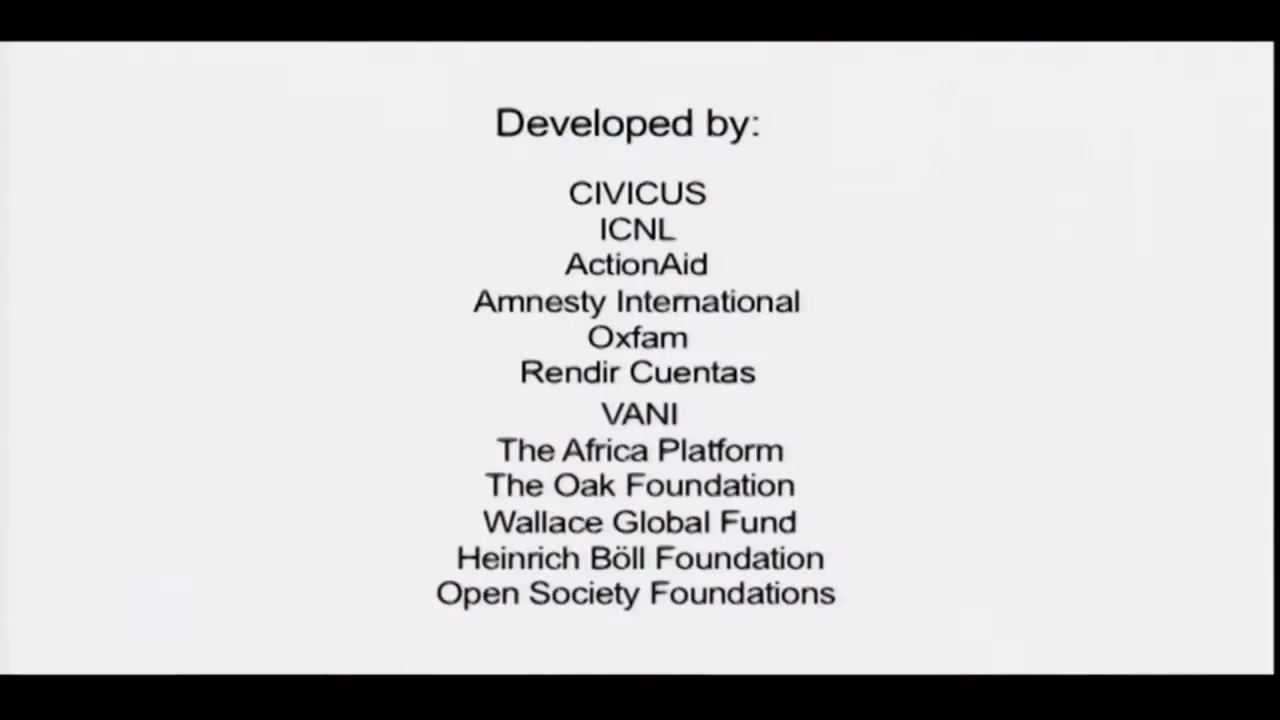 Developed by:
CIVICUS
ICNL
ActionAid
Amnesty International
Oxfam
Rendir Cuentas
VANI
The Africa Platform
The Oak Foundation
Wallace Global Fund
Heinrich Böll Foundation
Open Society Foundations